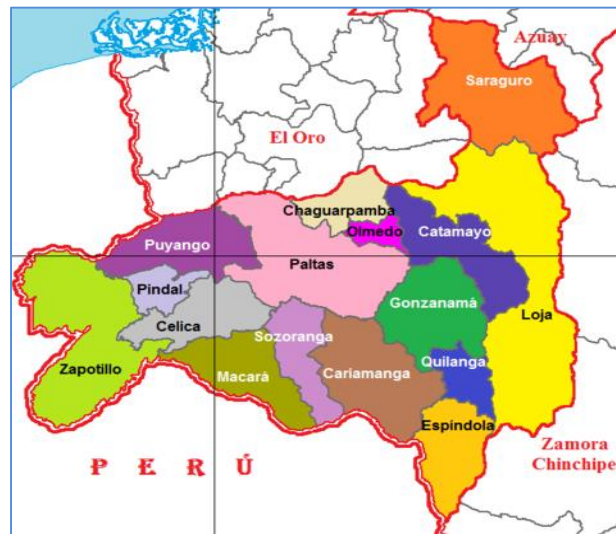 Azuay
Saraguro
El Oro
Chaguarpamba
Olmedo
Catamayo
Puyango
Paltas
Pindal
Gonzanamá
Loja
Celica
Sozoranga
Zapotillo
Macará
Cariamanga
Quilanga
Espíndola
Zamora
Chinchipe
P E R Ú